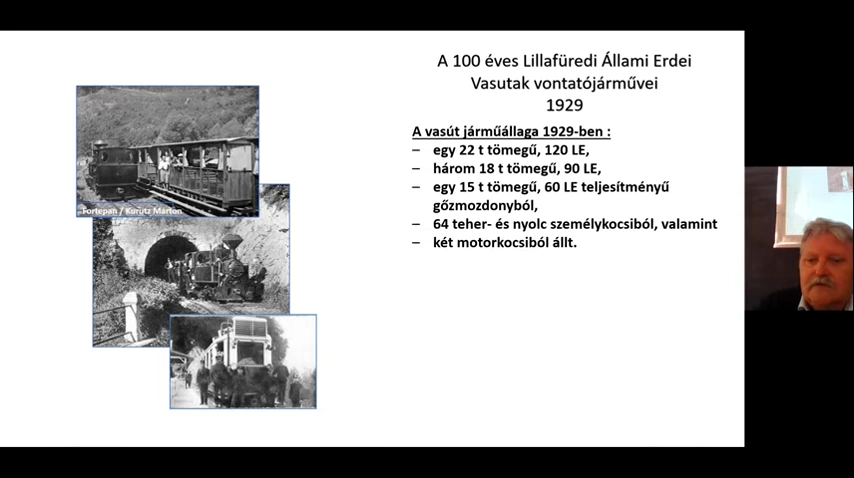 A 100 éves Lillafüredi Állami Erdei
Vasutak vontatójárművei
1929
A vasút járműállaga 1929-ben :
– egy 22 t tömegű, 120 LE,
– három 18 t tömegű, 90 LE,
– egy 15 t tömegű, 60 LE teljesítményű
gőzmozdonyból,
– 64 teher- és nyolc személykocsiból, valamint
– két motorkocsiból állt.
Fortepan / Kurutz Márton